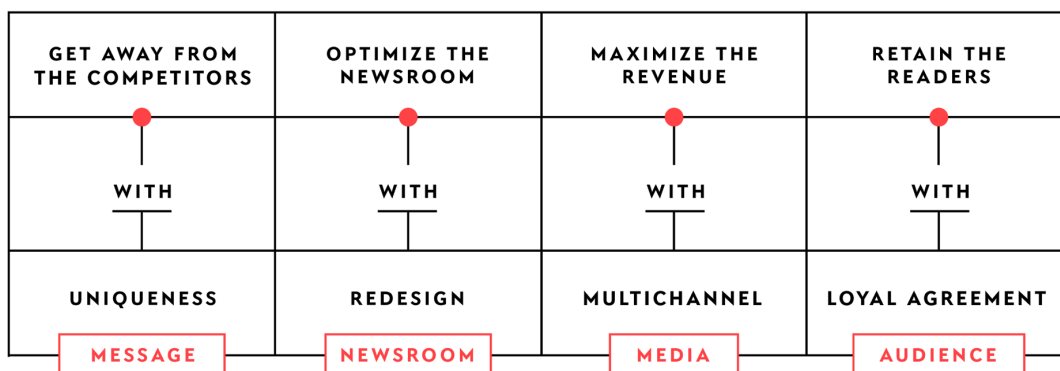 GET AWAY FROM
THE COMPETITORS
OPTIMIZE THE
NEWSROOM
MAXIMIZE THE
REVENUE
RETAIN THE
READERS
WITH
WITH
WITH
WITH
UNIQUENESS
REDESIGN
MULTICHANNEL
LOYAL AGREEMENT
MESSAGE
NEWSROOM
MEDIA
AUDIENCE